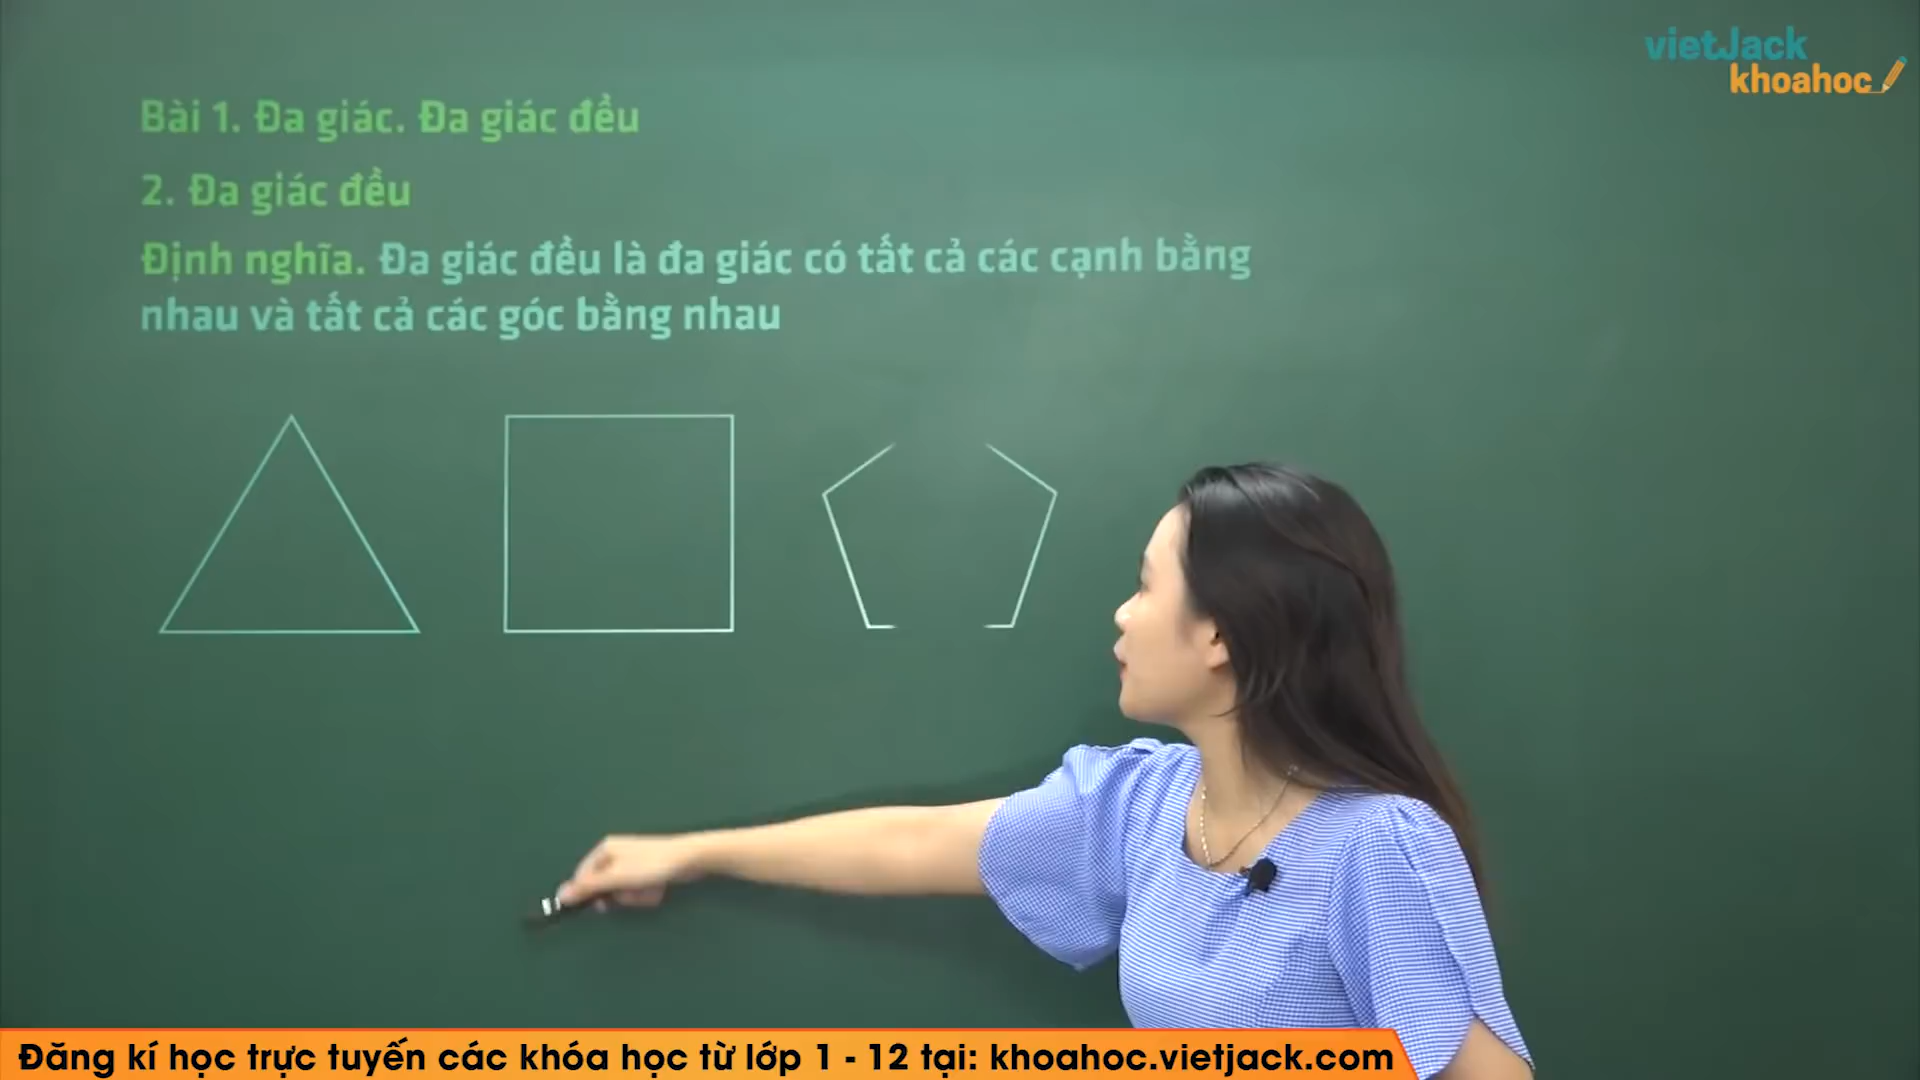 vietJack
khoahoc
Bài 1. Đa giác. Đa giác đều
2. Đa giác đều
Định nghĩa. Đa giác đều là đa giác có tất cả các cạnh bằng
nhau và tất cả các góc bằng nhau
Đăng kí học trực tuyến các khóa học từ lớp 1 - 12 tại: khoahoc.vietjack.com